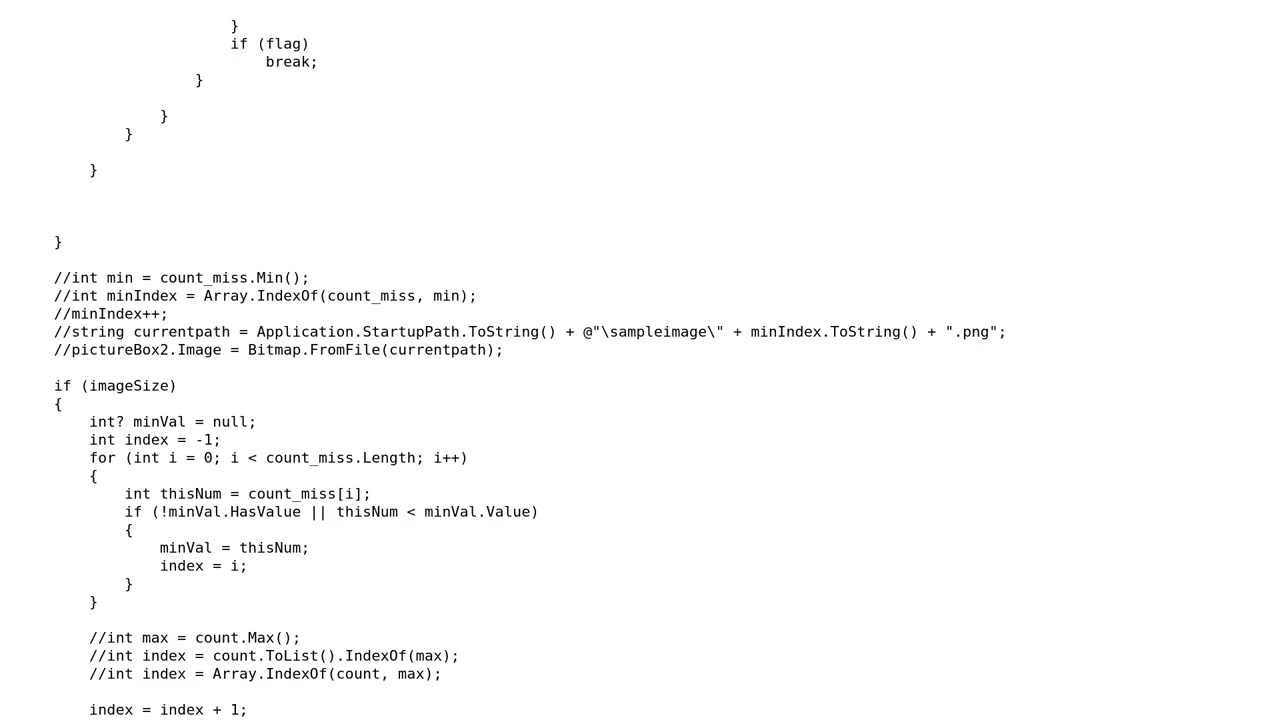 }
                    if (flag)
                        break;
                }

            }
        }

    }



}

//int min = count_miss.Min();
//int minIndex = Array.IndexOf(count_miss, min);
//minIndex++;
//string currentpath = Application.StartupPath.ToString() + @"\sampleimage\" + minIndex.ToString() + ".png";
//pictureBox2.Image = Bitmap.FromFile(currentpath);

if (imageSize)
{
    int? minVal = null;
    int index = -1;
    for (int i = 0; i < count_miss.Length; i++)
    {
        int thisNum = count_miss[i];
        if (!minVal.HasValue || thisNum < minVal.Value)
        {
            minVal = thisNum;
            index = i;
        }
    }

    //int max = count.Max();
    //int index = count.ToList().IndexOf(max);
    //int index = Array.IndexOf(count, max);

    index = index + 1;